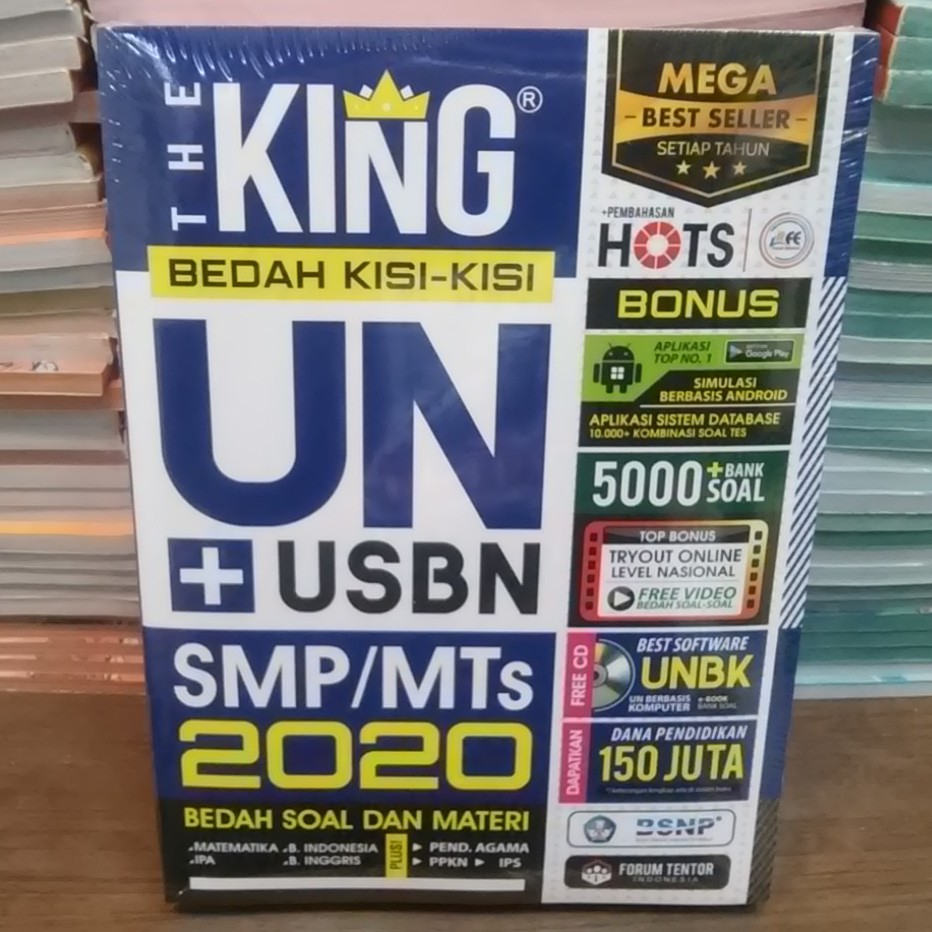 THE
KING®
BEDAH KISI-KISI
UN
+ USBN
SMP/MTs
2020
BEDAH SOAL DAN MATERI
MATEMATIKA B. INDONESIA
IPA B. INGGRIS
PLUS!
PEND. AGAMA
PPKN IPS
MEGA
-BEST SELLER-
SETIAP TAHUN
+PEMBAHASAN
HOTS
BONUS
APLIKASI
TOP NO. 1
Google Play
SIMULASI
BERBASIS ANDROID
APLIKASI SISTEM DATABASE
10.000+ KOMBINASI SOAL TES
5000+ BANK
SOAL
TOP BONUS
TRYOUT ONLINE
LEVEL NASIONAL
FREE VIDEO
BEDAH SOAL-SOAL
FREE CD
BEST SOFTWARE
UNBK
UN BERBASIS
KOMPUTER
e-BOOK
BANK SOAL
DAPATKAN
DANA PENDIDIKAN
150 JUTA
BSNP
FORUM TENTOR
INDONESIA